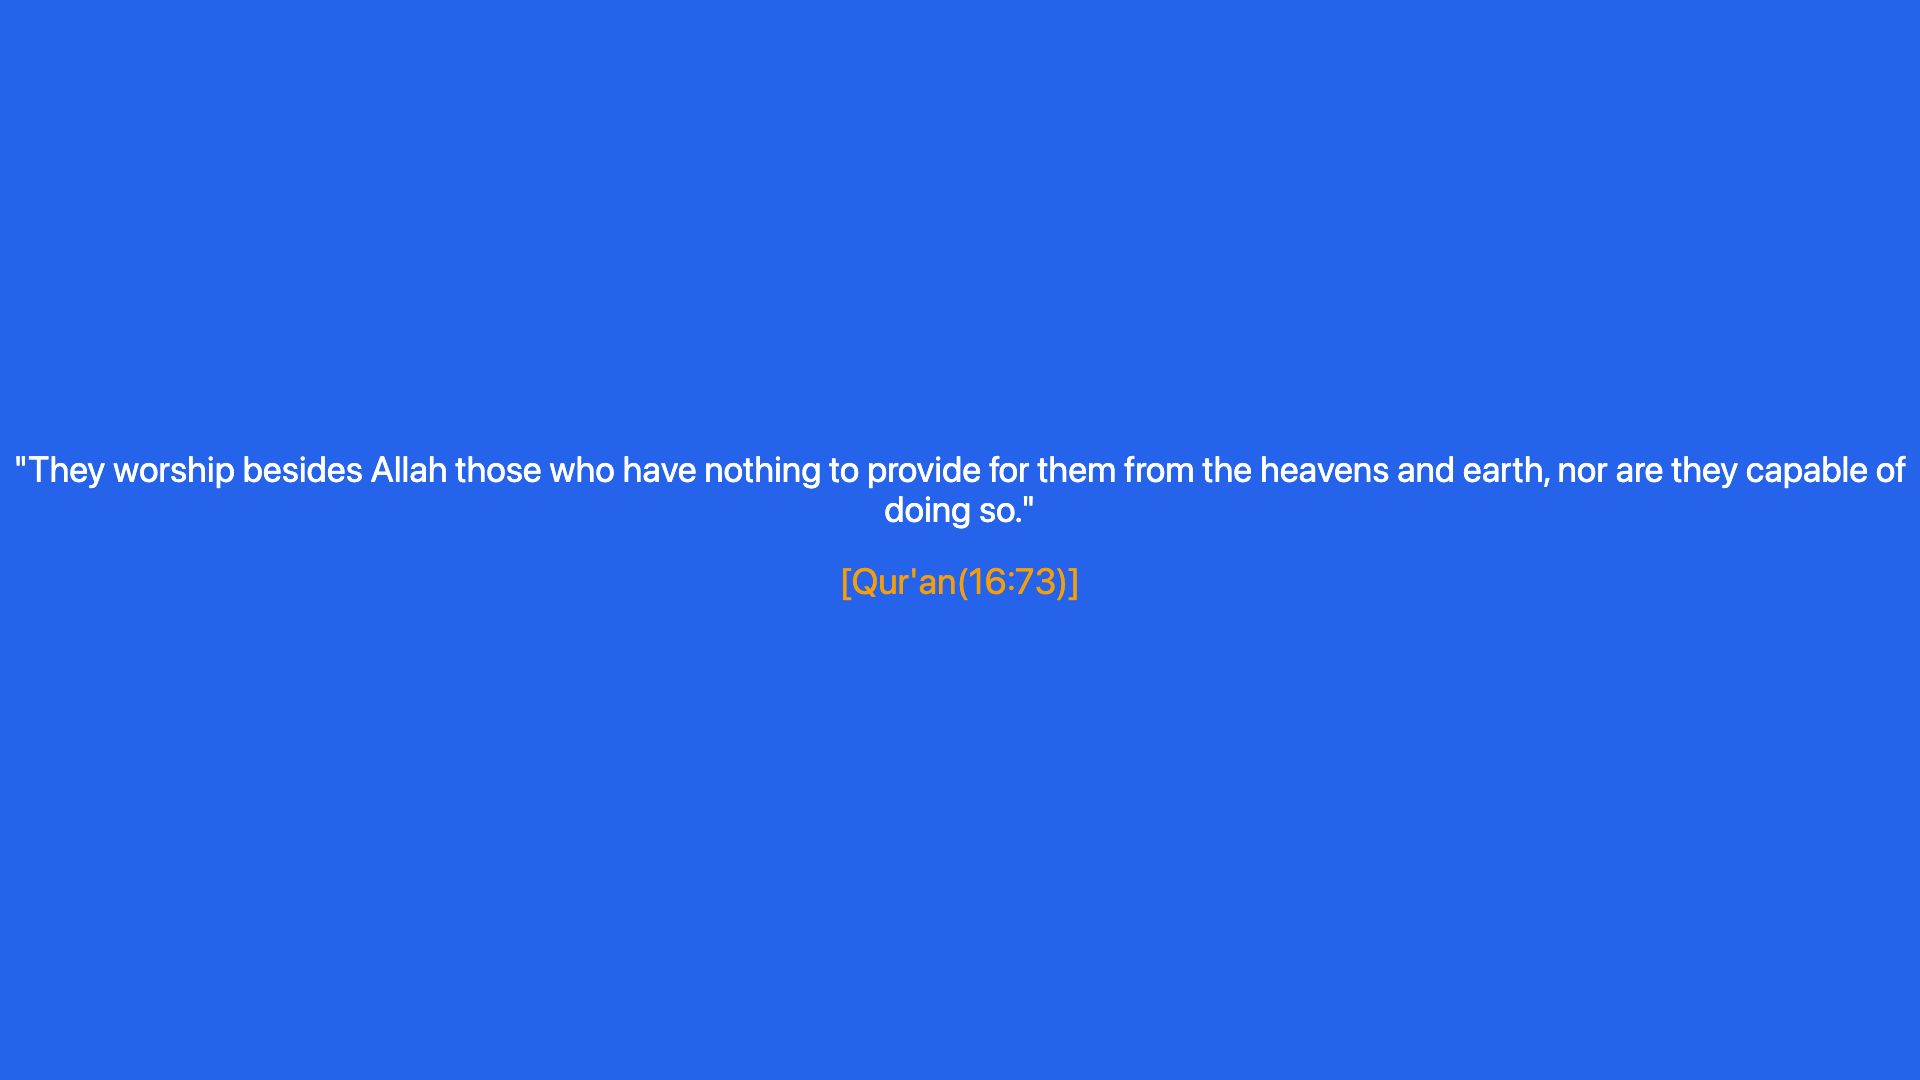 "They worship besides Allah those who have nothing to provide for them from the heavens and earth, nor are they capable of
doing so."
[Qur'an(16:73)]